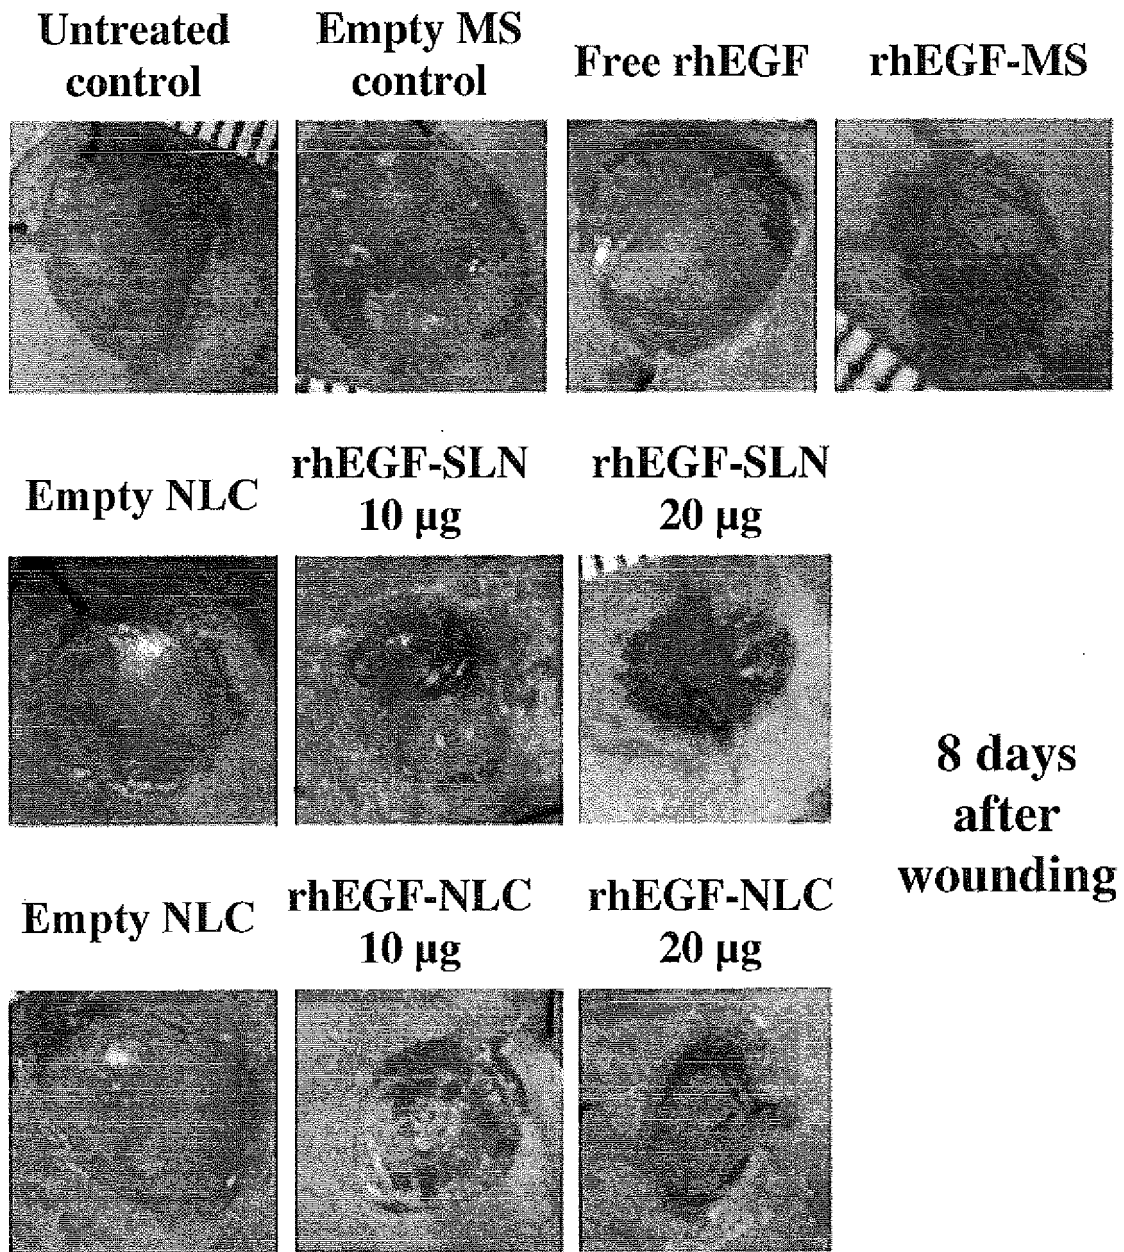 Untreated
control
Empty MS
control
Free rhEGF
rhEGF-MS
Empty NLC
rhEGF-SLN
10 µg
rhEGF-SLN
20 µg
8 days
after
wounding
Empty NLC
rhEGF-NLC
10 µg
rhEGF-NLC
20 µg